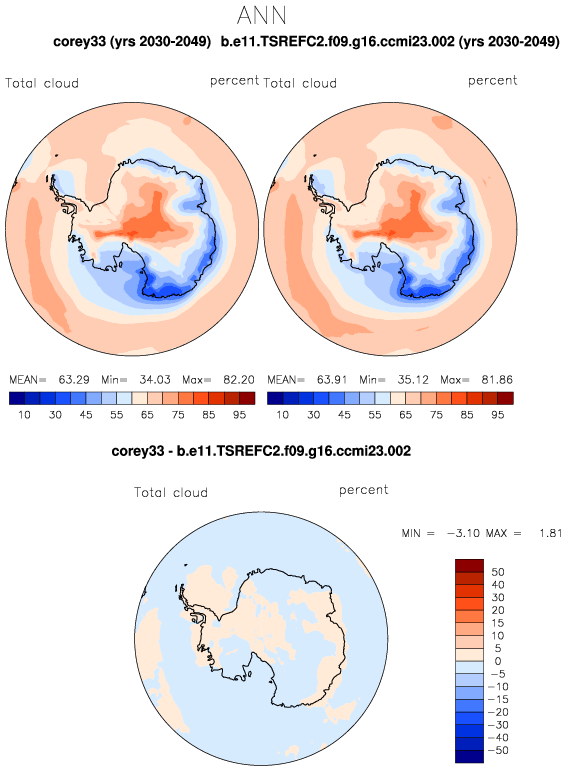 ANN
corey33 (yrs 2030-2049) b.e11.TSREFC2.f09.g16.ccmi23.002 (yrs 2030-2049)
Total cloud percent Total cloud percent
MEAN= 63.29 Min= 34.03 Max= 82.20 MEAN= 63.91 Min= 35.12 Max= 81.86
10 30 45 55 65 75 85 95 10 30 45 55 65 75 85 95
corey33 - b.e11.TSREFC2.f09.g16.ccmi23.002
Total cloud percent
MIN = -3.10 MAX = 1.81
50
40
30
20
15
10
5
0
-5
-10
-15
-20
-30
-40
-50